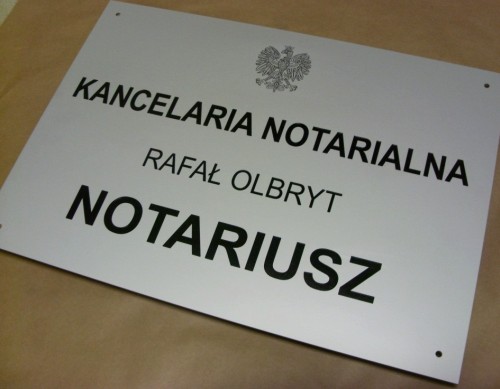 KANCELARIA NOTARIALNA
RAFAŁ OLBRYT
NOTARIUSZ